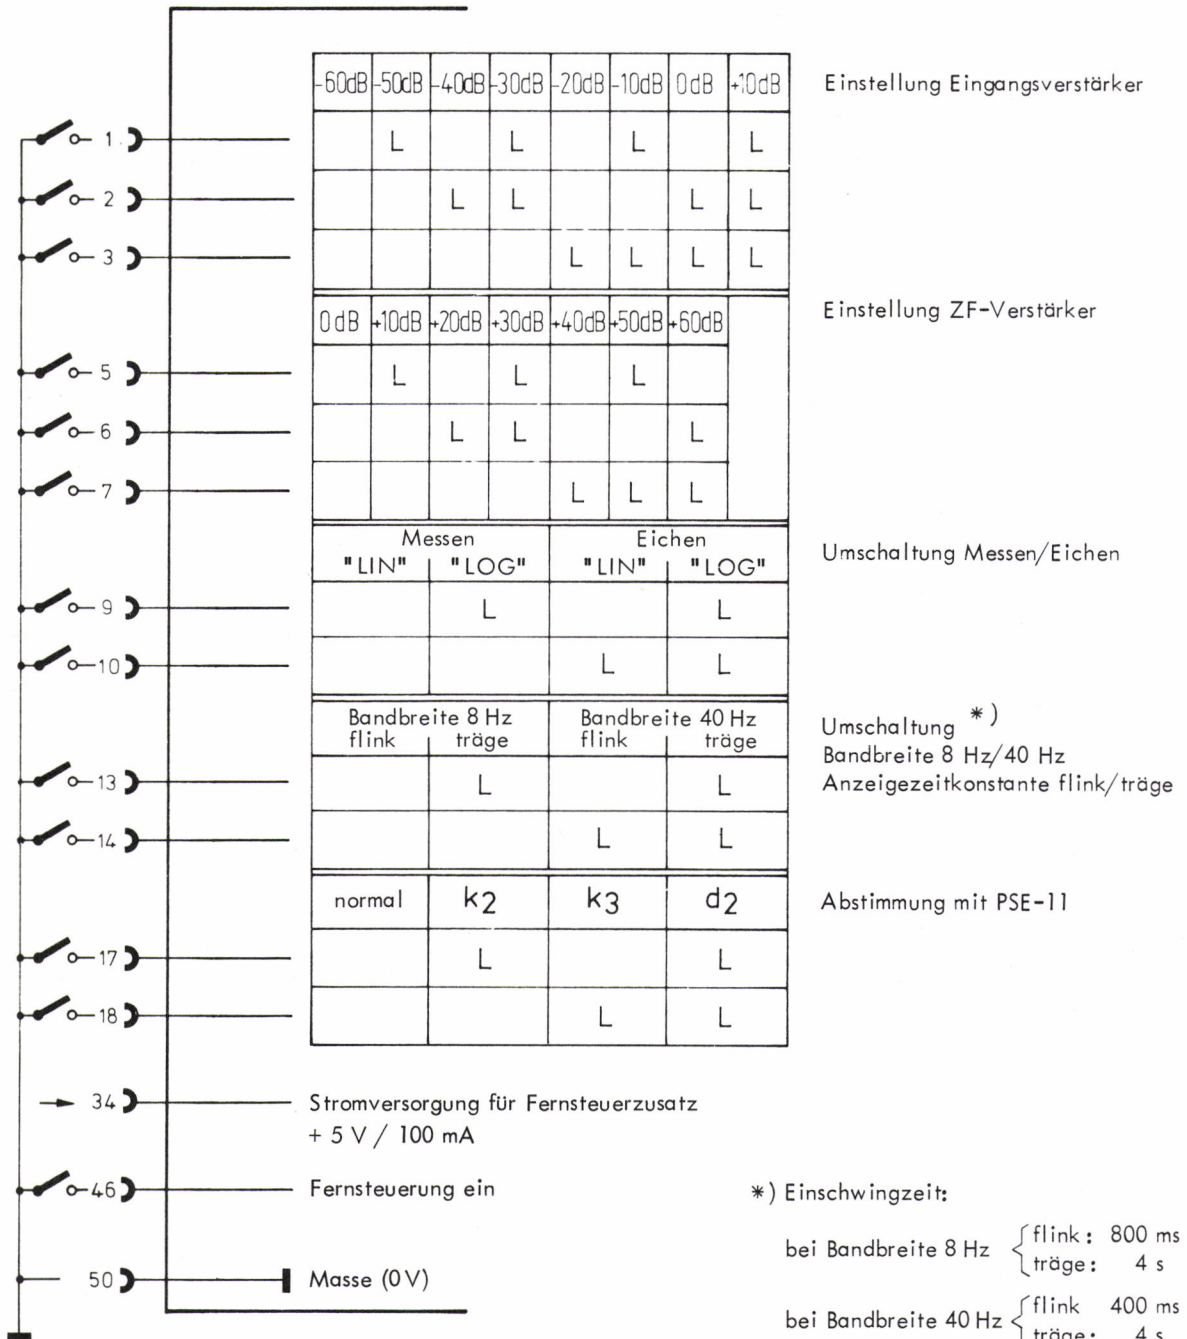 -60dB -50dB -40dB -30dB -20dB -10dB 0dB +10dB Einstellung Eingangsverstärker
1 L L L L
2 L L L L
3 L L L L
0dB +10dB +20dB +30dB +40dB +50dB +60dB Einstellung ZF-Verstärker
5 L L L
6 L L L
7 L L L
Messen Eichen Umschaltung Messen/Eichen
"LIN" "LOG" "LIN" "LOG"
9 L L
10 L L
Bandbreite 8 Hz Bandbreite 40 Hz Umschaltung *)
flink träge flink träge Bandbreite 8 Hz/40 Hz
13 L L Anzeigezeitkonstante flink/träge
14 L L
normal k2 k3 d2 Abstimmung mit PSE-11
17 L L
18 L L
34 Stromversorgung für Fernsteuerzusatz
+ 5 V / 100 mA
46 Fernsteuerung ein
50 Masse (0V)
*) Einschwingzeit:
bei Bandbreite 8 Hz flink: 800 ms
träge: 4 s
bei Bandbreite 40 Hz flink 400 ms
träge: 4 s